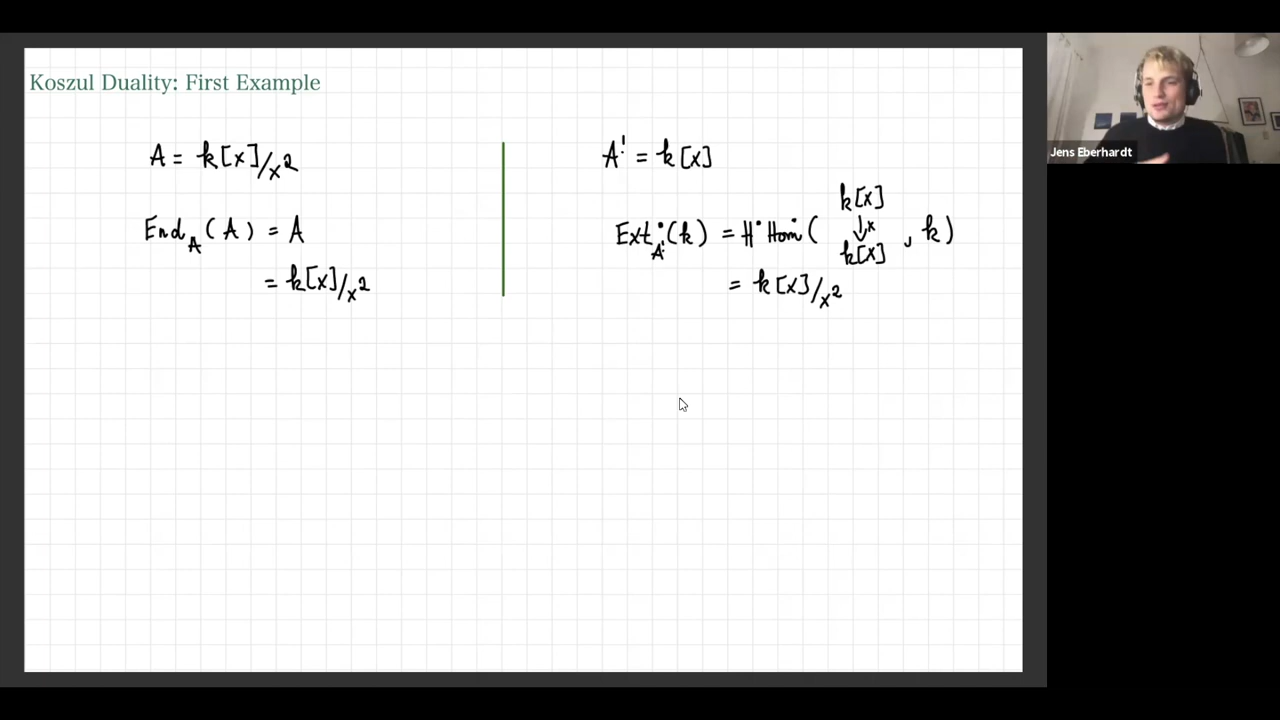 Koszul Duality: First Example
A = k[x]/x²
End_A(A) = A
= k[x]/x²
A^! = k[x]
k[x]
Ext^•_{A^!}(k) = H^• Hom^•( ↓x , k)
k[x]
= k[x]/x²
Jens Eberhardt